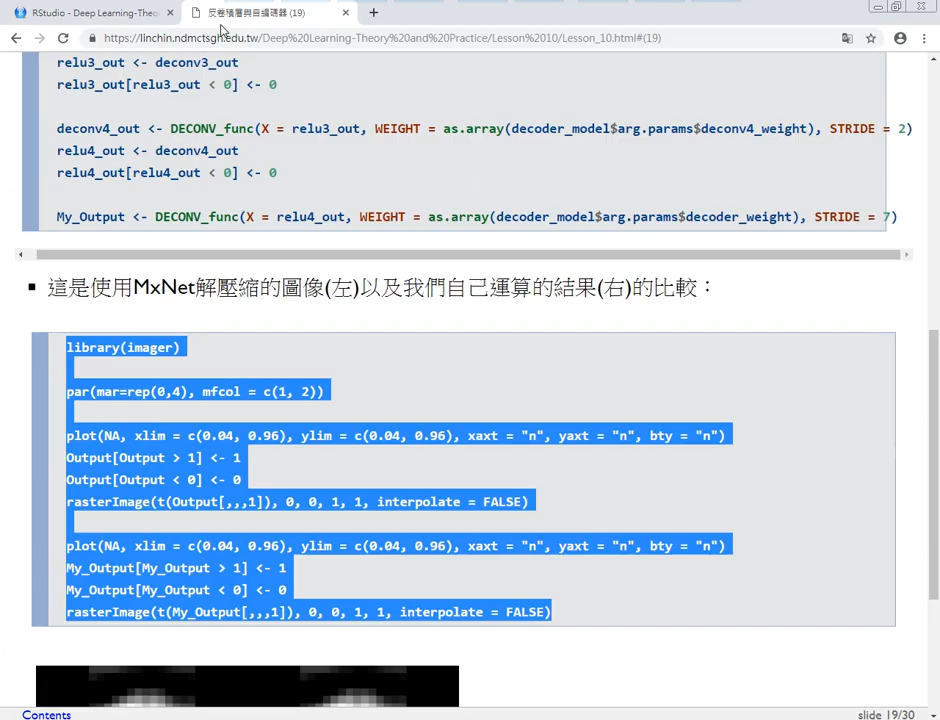 RStudio - Deep Learning-Theo
反卷積層與自編碼器 (19)
https://linchin.ndmctsgh.edu.tw/Deep%20Learning-Theory%20and%20Practice/Lesson%2010/Lesson_10.html#(19)
relu3_out <- deconv3_out
relu3_out[relu3_out < 0] <- 0
deconv4_out <- DECONV_func(X = relu3_out, WEIGHT = as.array(decoder_model$arg.params$deconv4_weight), STRIDE = 2)
relu4_out <- deconv4_out
relu4_out[relu4_out < 0] <- 0
My_Output <- DECONV_func(X = relu4_out, WEIGHT = as.array(decoder_model$arg.params$decoder_weight), STRIDE = 7)
這是使用MxNet解壓縮的圖像(左)以及我們自己運算的結果(右)的比較：
library(imager)
par(mar=rep(0,4), mfcol = c(1, 2))
plot(NA, xlim = c(0.04, 0.96), ylim = c(0.04, 0.96), xaxt = "n", yaxt = "n", bty = "n")
Output[Output > 1] <- 1
Output[Output < 0] <- 0
rasterImage(t(Output[,,,1]), 0, 0, 1, 1, interpolate = FALSE)
plot(NA, xlim = c(0.04, 0.96), ylim = c(0.04, 0.96), xaxt = "n", yaxt = "n", bty = "n")
My_Output[My_Output > 1] <- 1
My_Output[My_Output < 0] <- 0
rasterImage(t(My_Output[,,,1]), 0, 0, 1, 1, interpolate = FALSE)
Contents
slide 19/30